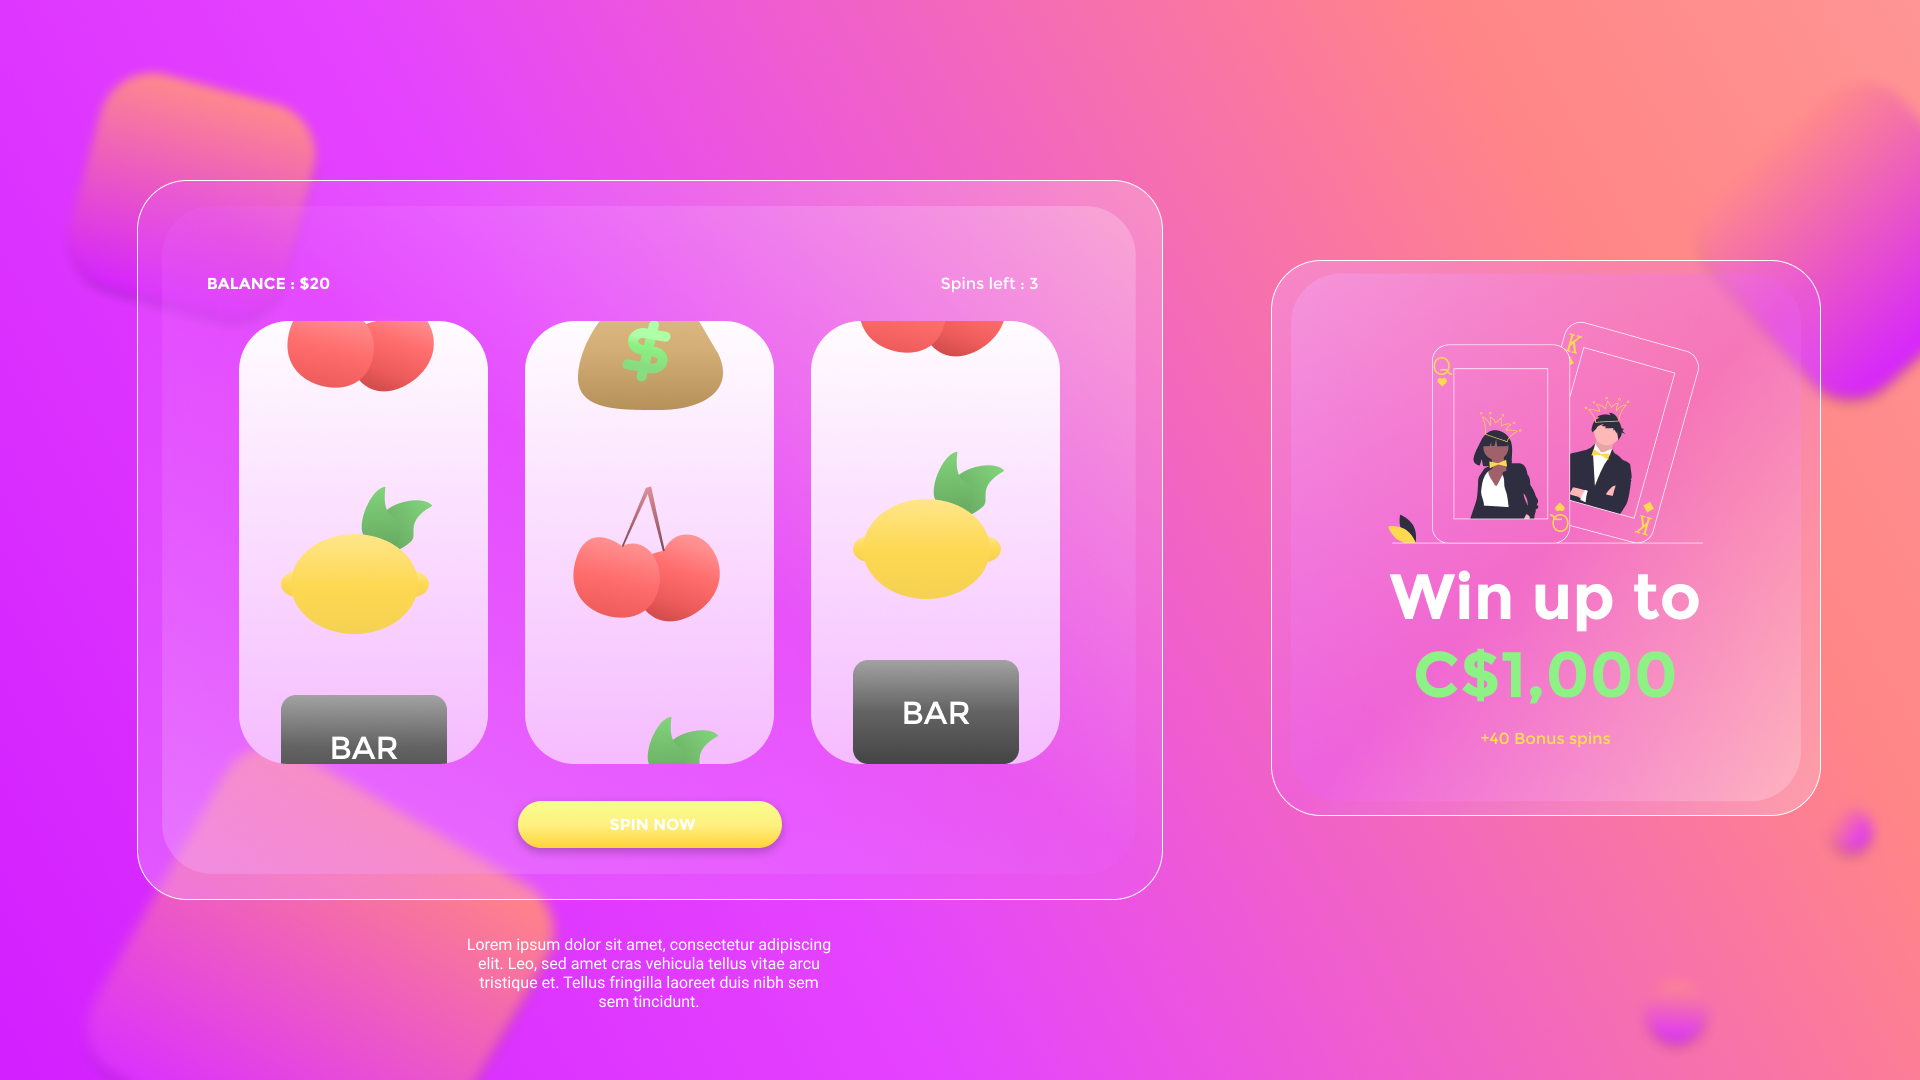 BALANCE : $20
Spins left : 3
$
BAR
BAR
SPIN NOW
Lorem ipsum dolor sit amet, consectetur adipiscing
elit. Leo, sed amet cras vehicula tellus vitae arcu
tristique et. Tellus fringilla laoreet duis nibh sem
sem tincidunt.
K
Q
Q
K
Win up to
C$1,000
+40 Bonus spins